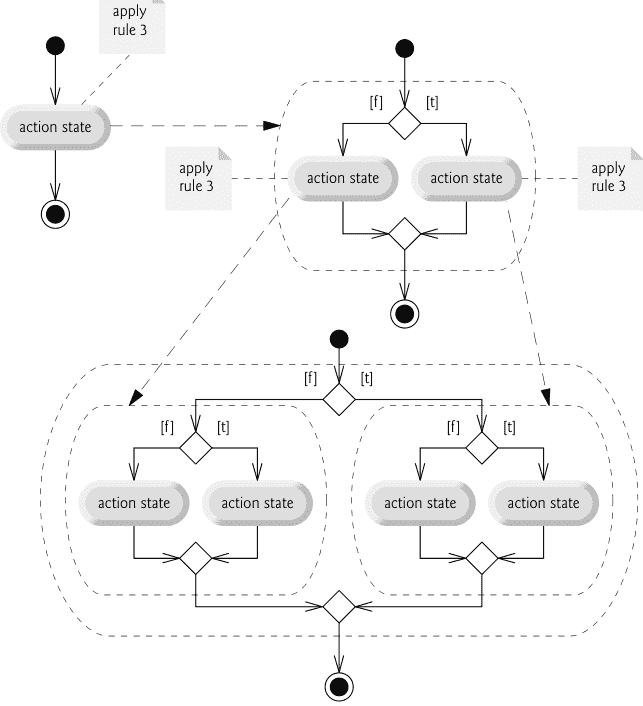 apply
rule 3
action state
[f] [t]
apply
rule 3
action state
action state
apply
rule 3
[f] [t]
[f] [t]
[f] [t]
action state
action state
action state
action state